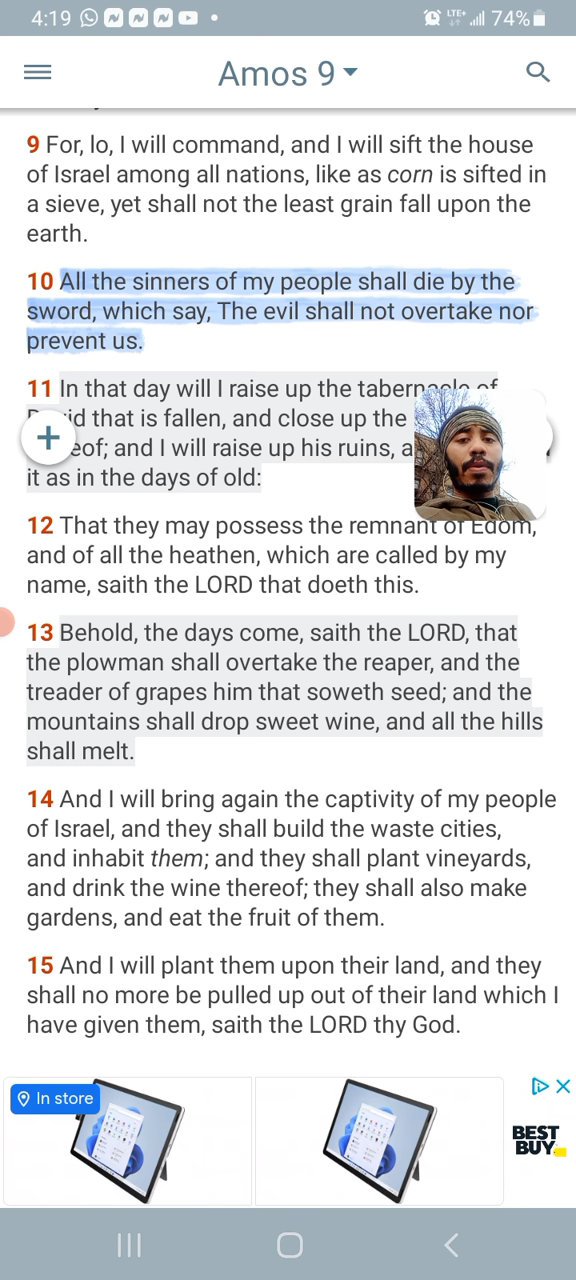 4:19
LTE+
74%
Amos 9
9 For, lo, I will command, and I will sift the house
of Israel among all nations, like as corn is sifted in
a sieve, yet shall not the least grain fall upon the
earth.
10 All the sinners of my people shall die by the
sword, which say, The evil shall not overtake nor
prevent us.
11 In that day will I raise up the tabernacle of
that is fallen, and close up the
and I will raise up his ruins,
it as in the days of old:
12 That they may possess the remnant of Edom,
and of all the heathen, which are called by my
name, saith the LORD that doeth this.
13 Behold, the days come, saith the LORD, that
the plowman shall overtake the reaper, and the
treader of grapes him that soweth seed; and the
mountains shall drop sweet wine, and all the hills
shall melt.
14 And I will bring again the captivity of my people
of Israel, and they shall build the waste cities,
and inhabit them; and they shall plant vineyards,
and drink the wine thereof; they shall also make
gardens, and eat the fruit of them.
15 And I will plant them upon their land, and they
shall no more be pulled up out of their land which I
have given them, saith the LORD thy God.
In store
BEST
BUY